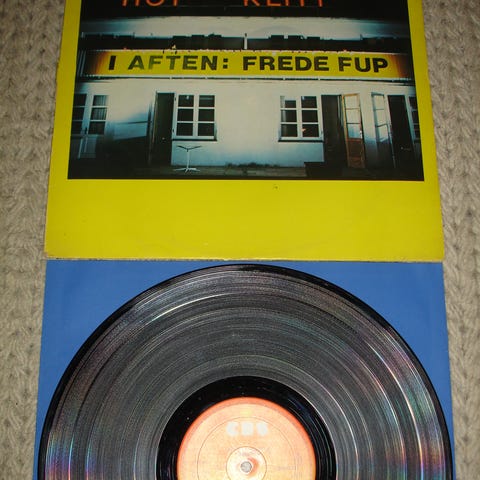 I AFTEN: FREDE FUP
CBS